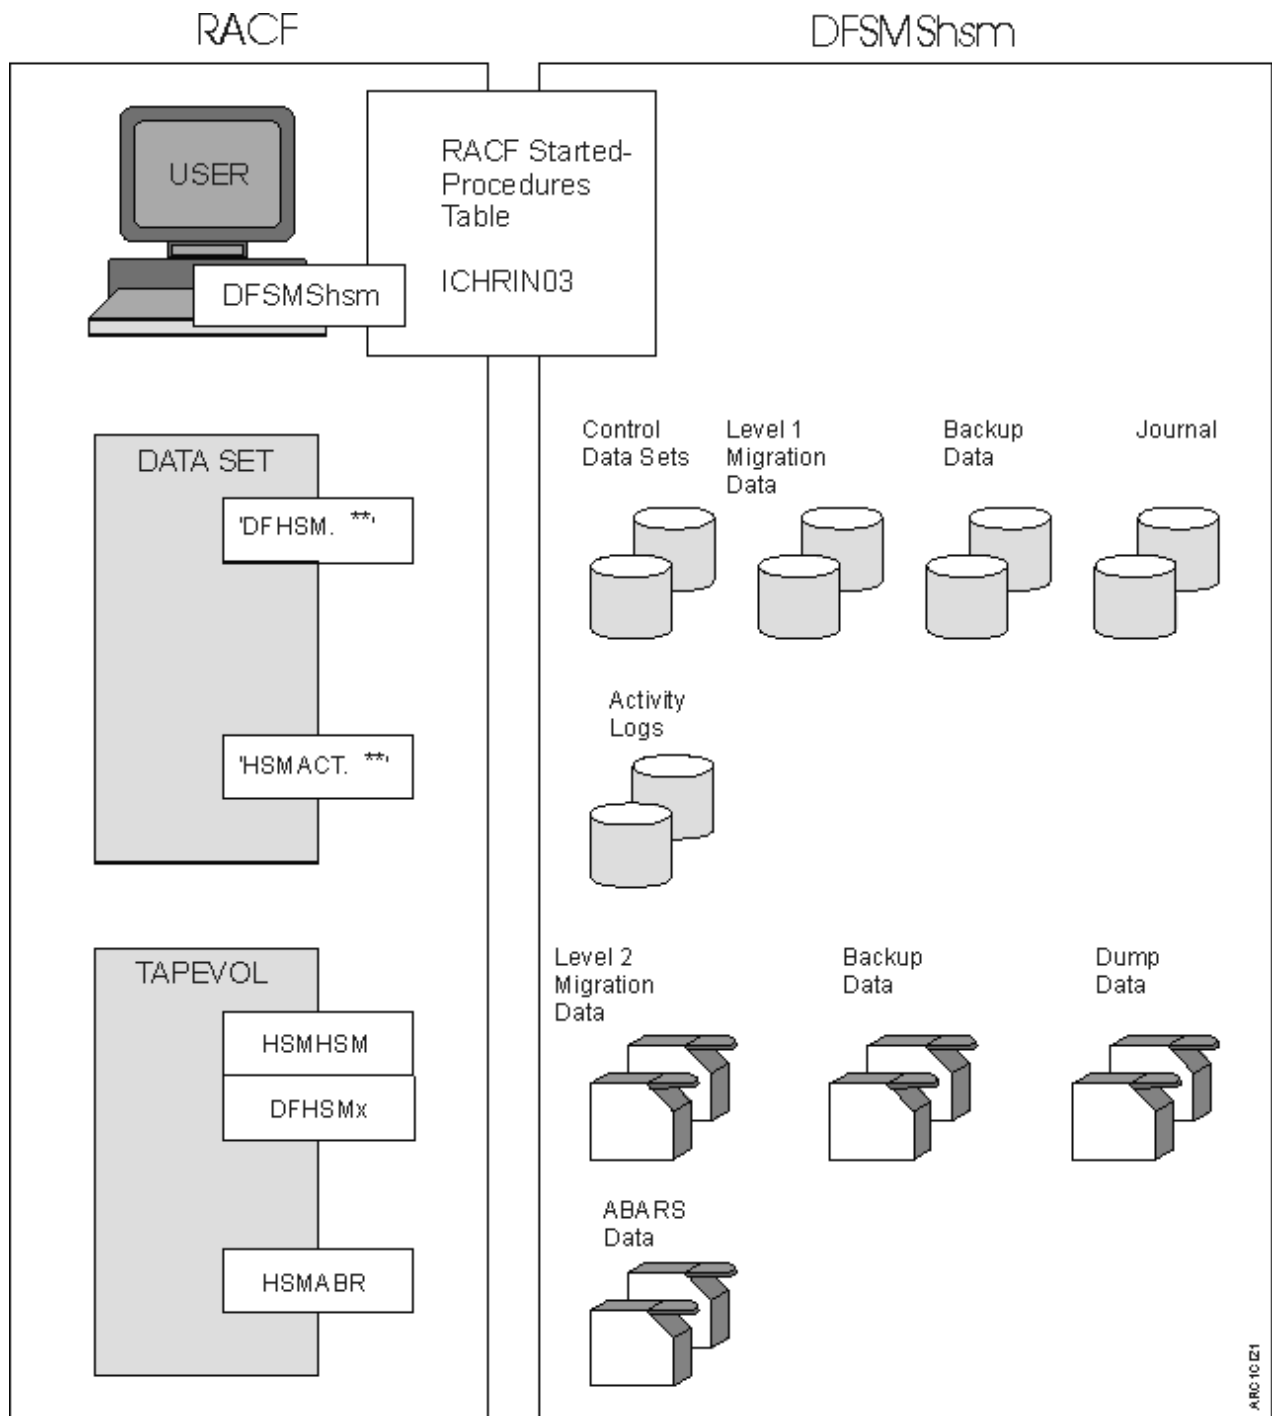 RACF
DFSMShsm
USER
DFSMShsm
RACF Started-
Procedures
Table
ICHRIN03
DATA SET
'DFHSM. **'
'HSMACT. **'
Control
Data Sets
Level 1
Migration
Data
Backup
Data
Journal
Activity
Logs
TAPEVOL
HSMHSM
DFHSMx
HSMABR
Level 2
Migration
Data
Backup
Data
Dump
Data
ABARS
Data
ARC1CIZ1